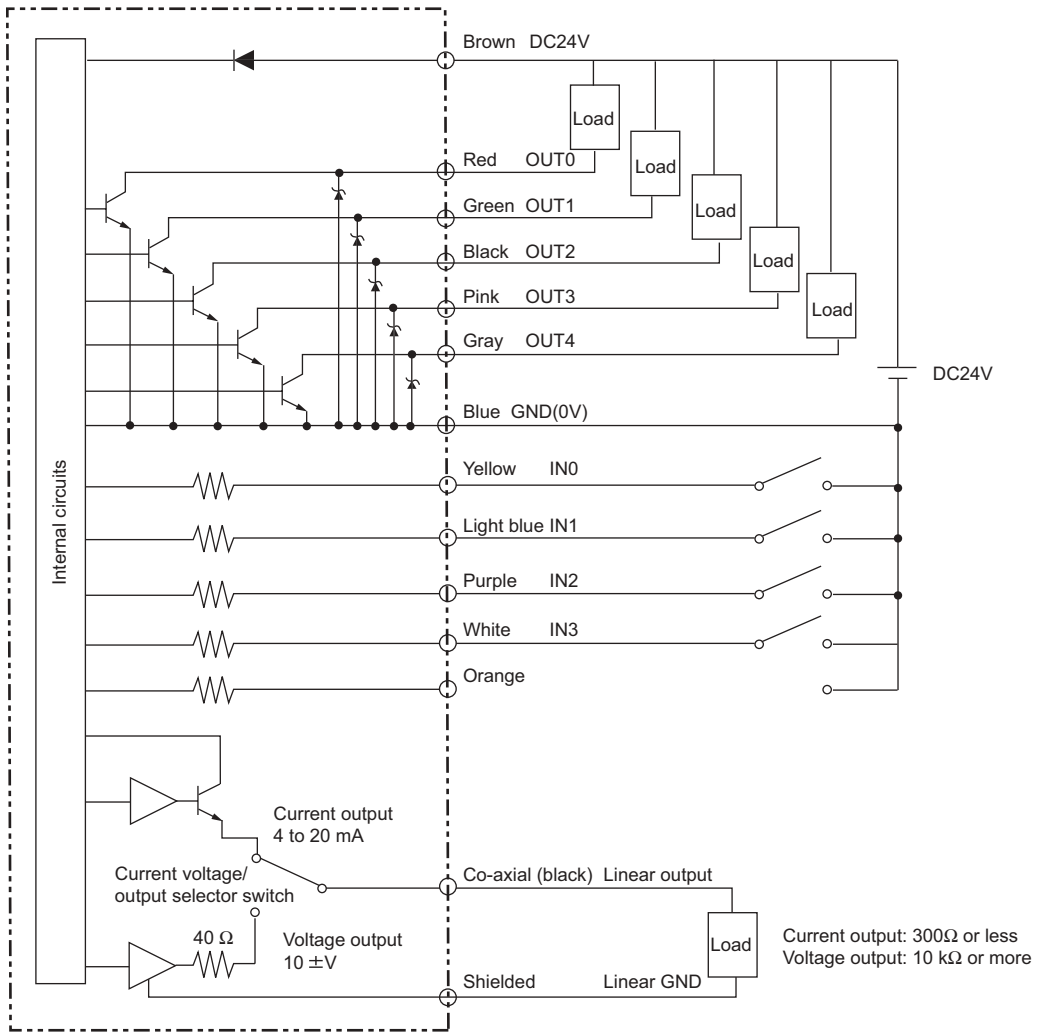 Brown DC24V
Load
Red OUT0
Load
Green OUT1
Load
Black OUT2
Load
Pink OUT3
Load
Gray OUT4
DC24V
Blue GND(0V)
Internal circuits
Yellow IN0
Light blue IN1
Purple IN2
White IN3
Orange
Current output
4 to 20 mA
Current voltage/
output selector switch
Co-axial (black) Linear output
40 Ω
Voltage output
10 ±V
Load
Current output: 300Ω or less
Voltage output: 10 kΩ or more
Shielded Linear GND